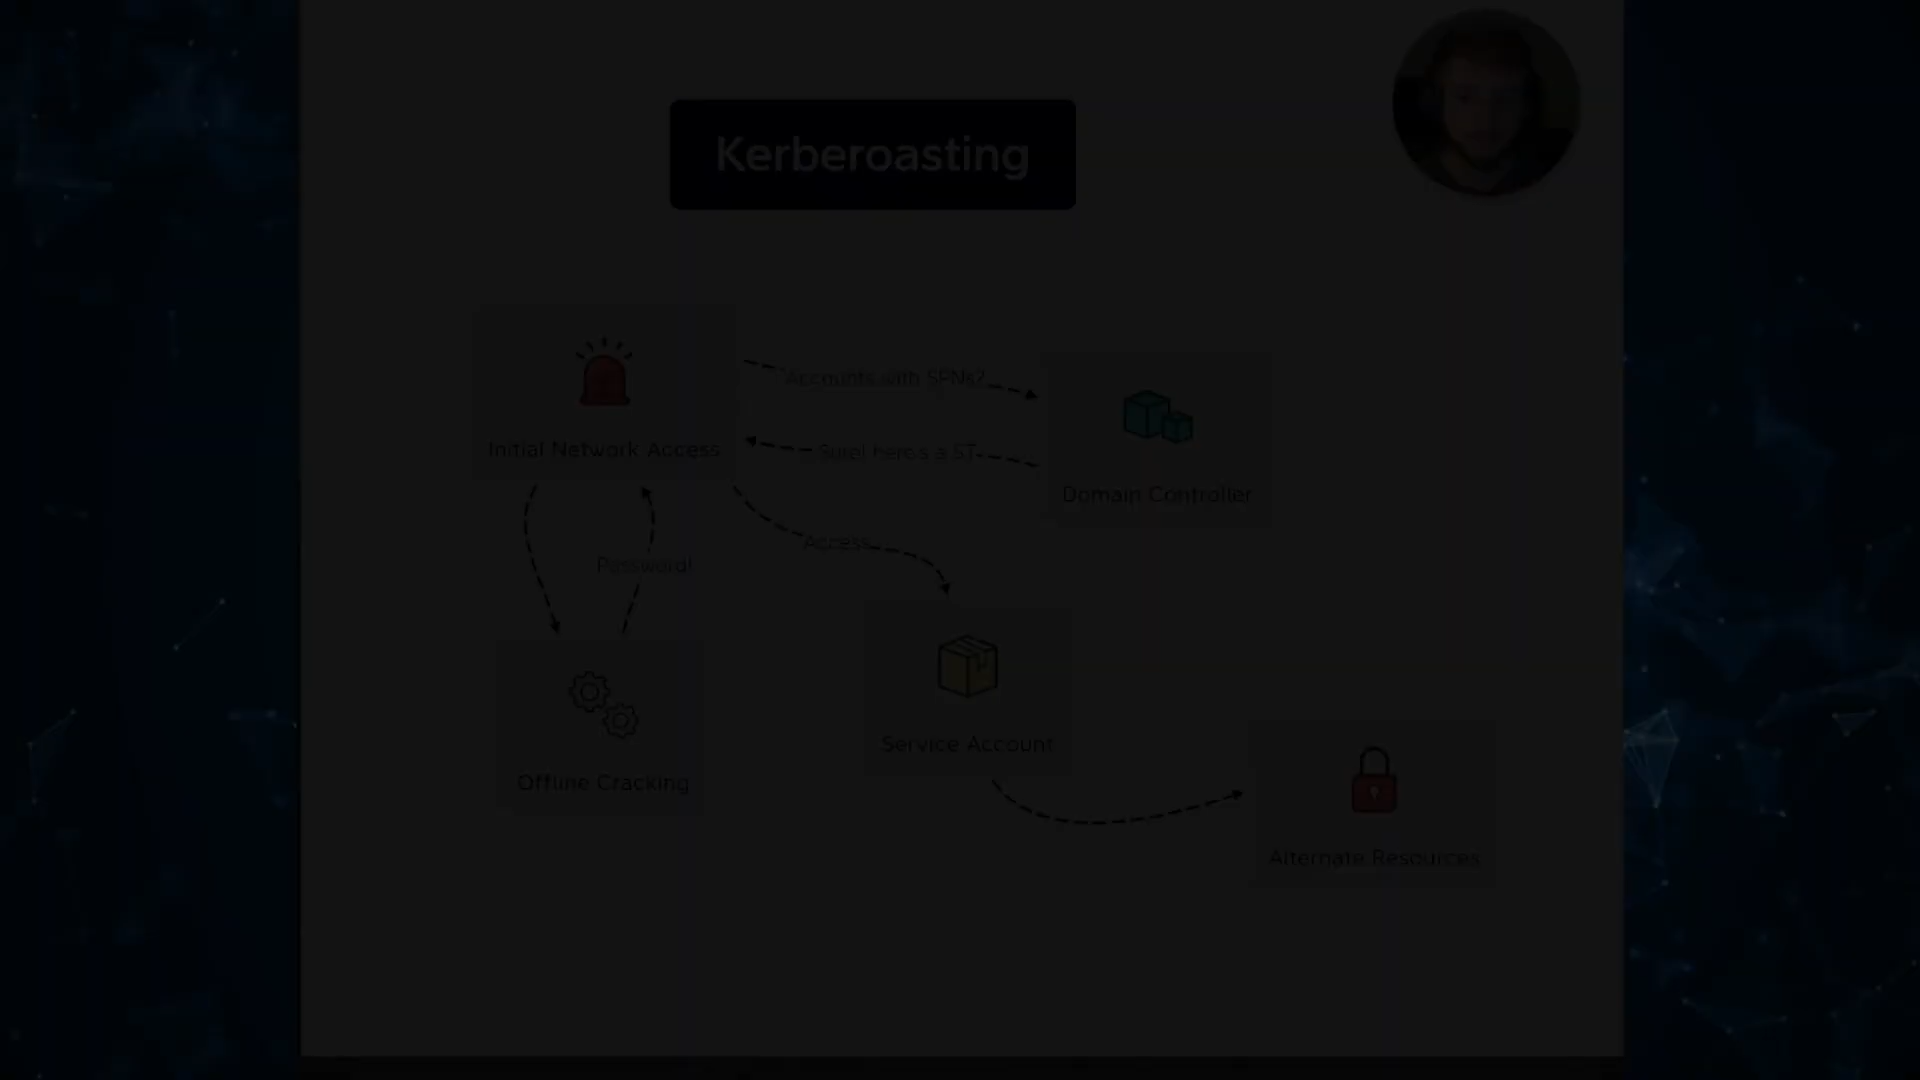 Kerberoasting
Accounts with SPNs?
Initial Network Access
Sure! here's a ST
Domain Controller
Access
Password!
Service Account
Offline Cracking
Alternate Resources